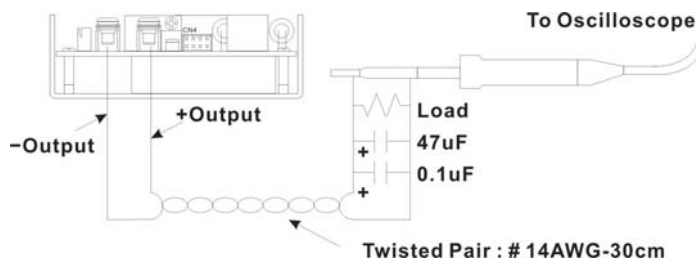 To Oscilloscope
CN4
+Output
−Output
Load
+ 47uF
+ 0.1uF
Twisted Pair : # 14AWG-30cm